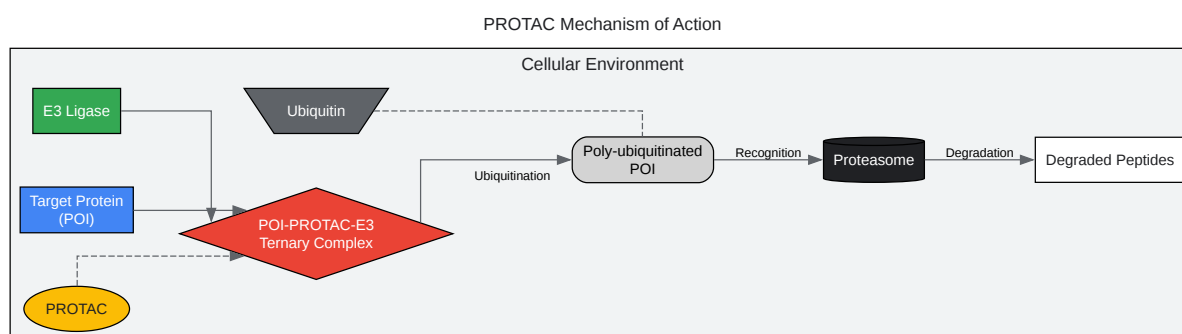 PROTAC Mechanism of Action
Cellular Environment
E3 Ligase
Ubiquitin
Poly-ubiquitinated
POI
Recognition
Proteasome
Degradation
Degraded Peptides
Ubiquitination
Target Protein
(POI)
POI-PROTAC-E3
Ternary Complex
PROTAC